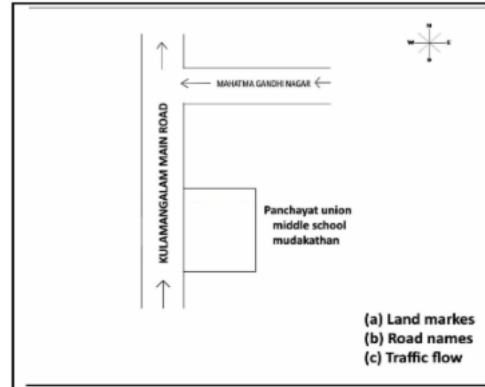 N
W E
S
MAHATMA GANDHI NAGAR
KULAMANGALAM MAIN ROAD
Panchayat union
middle school
mudakathan
(a) Land markes
(b) Road names
(c) Traffic flow